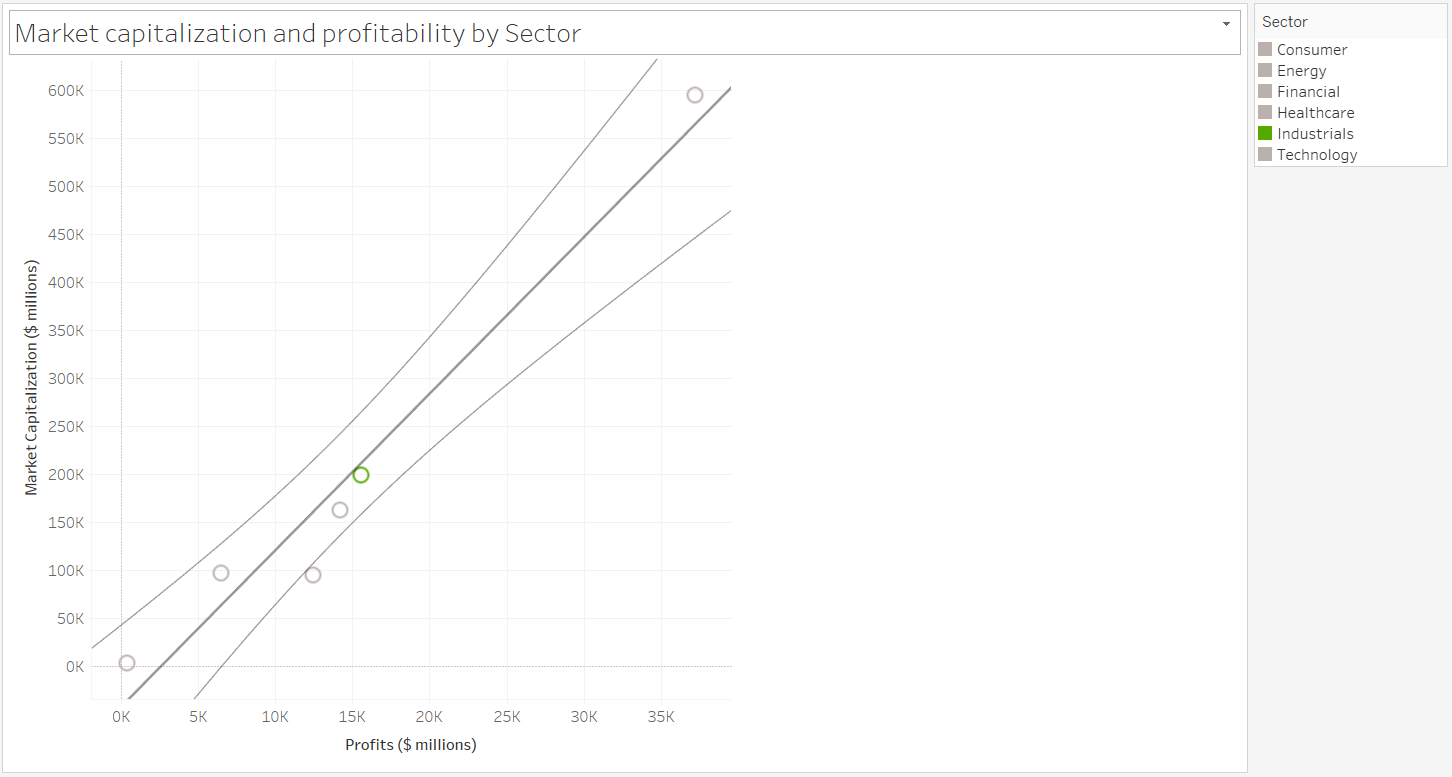 Market capitalization and profitability by Sector
Sector
Consumer
Energy
Financial
Healthcare
Industrials
Technology
600K
550K
500K
450K
400K
350K
300K
250K
200K
150K
100K
50K
0K
Market Capitalization ($ millions)
0K 5K 10K 15K 20K 25K 30K 35K
Profits ($ millions)